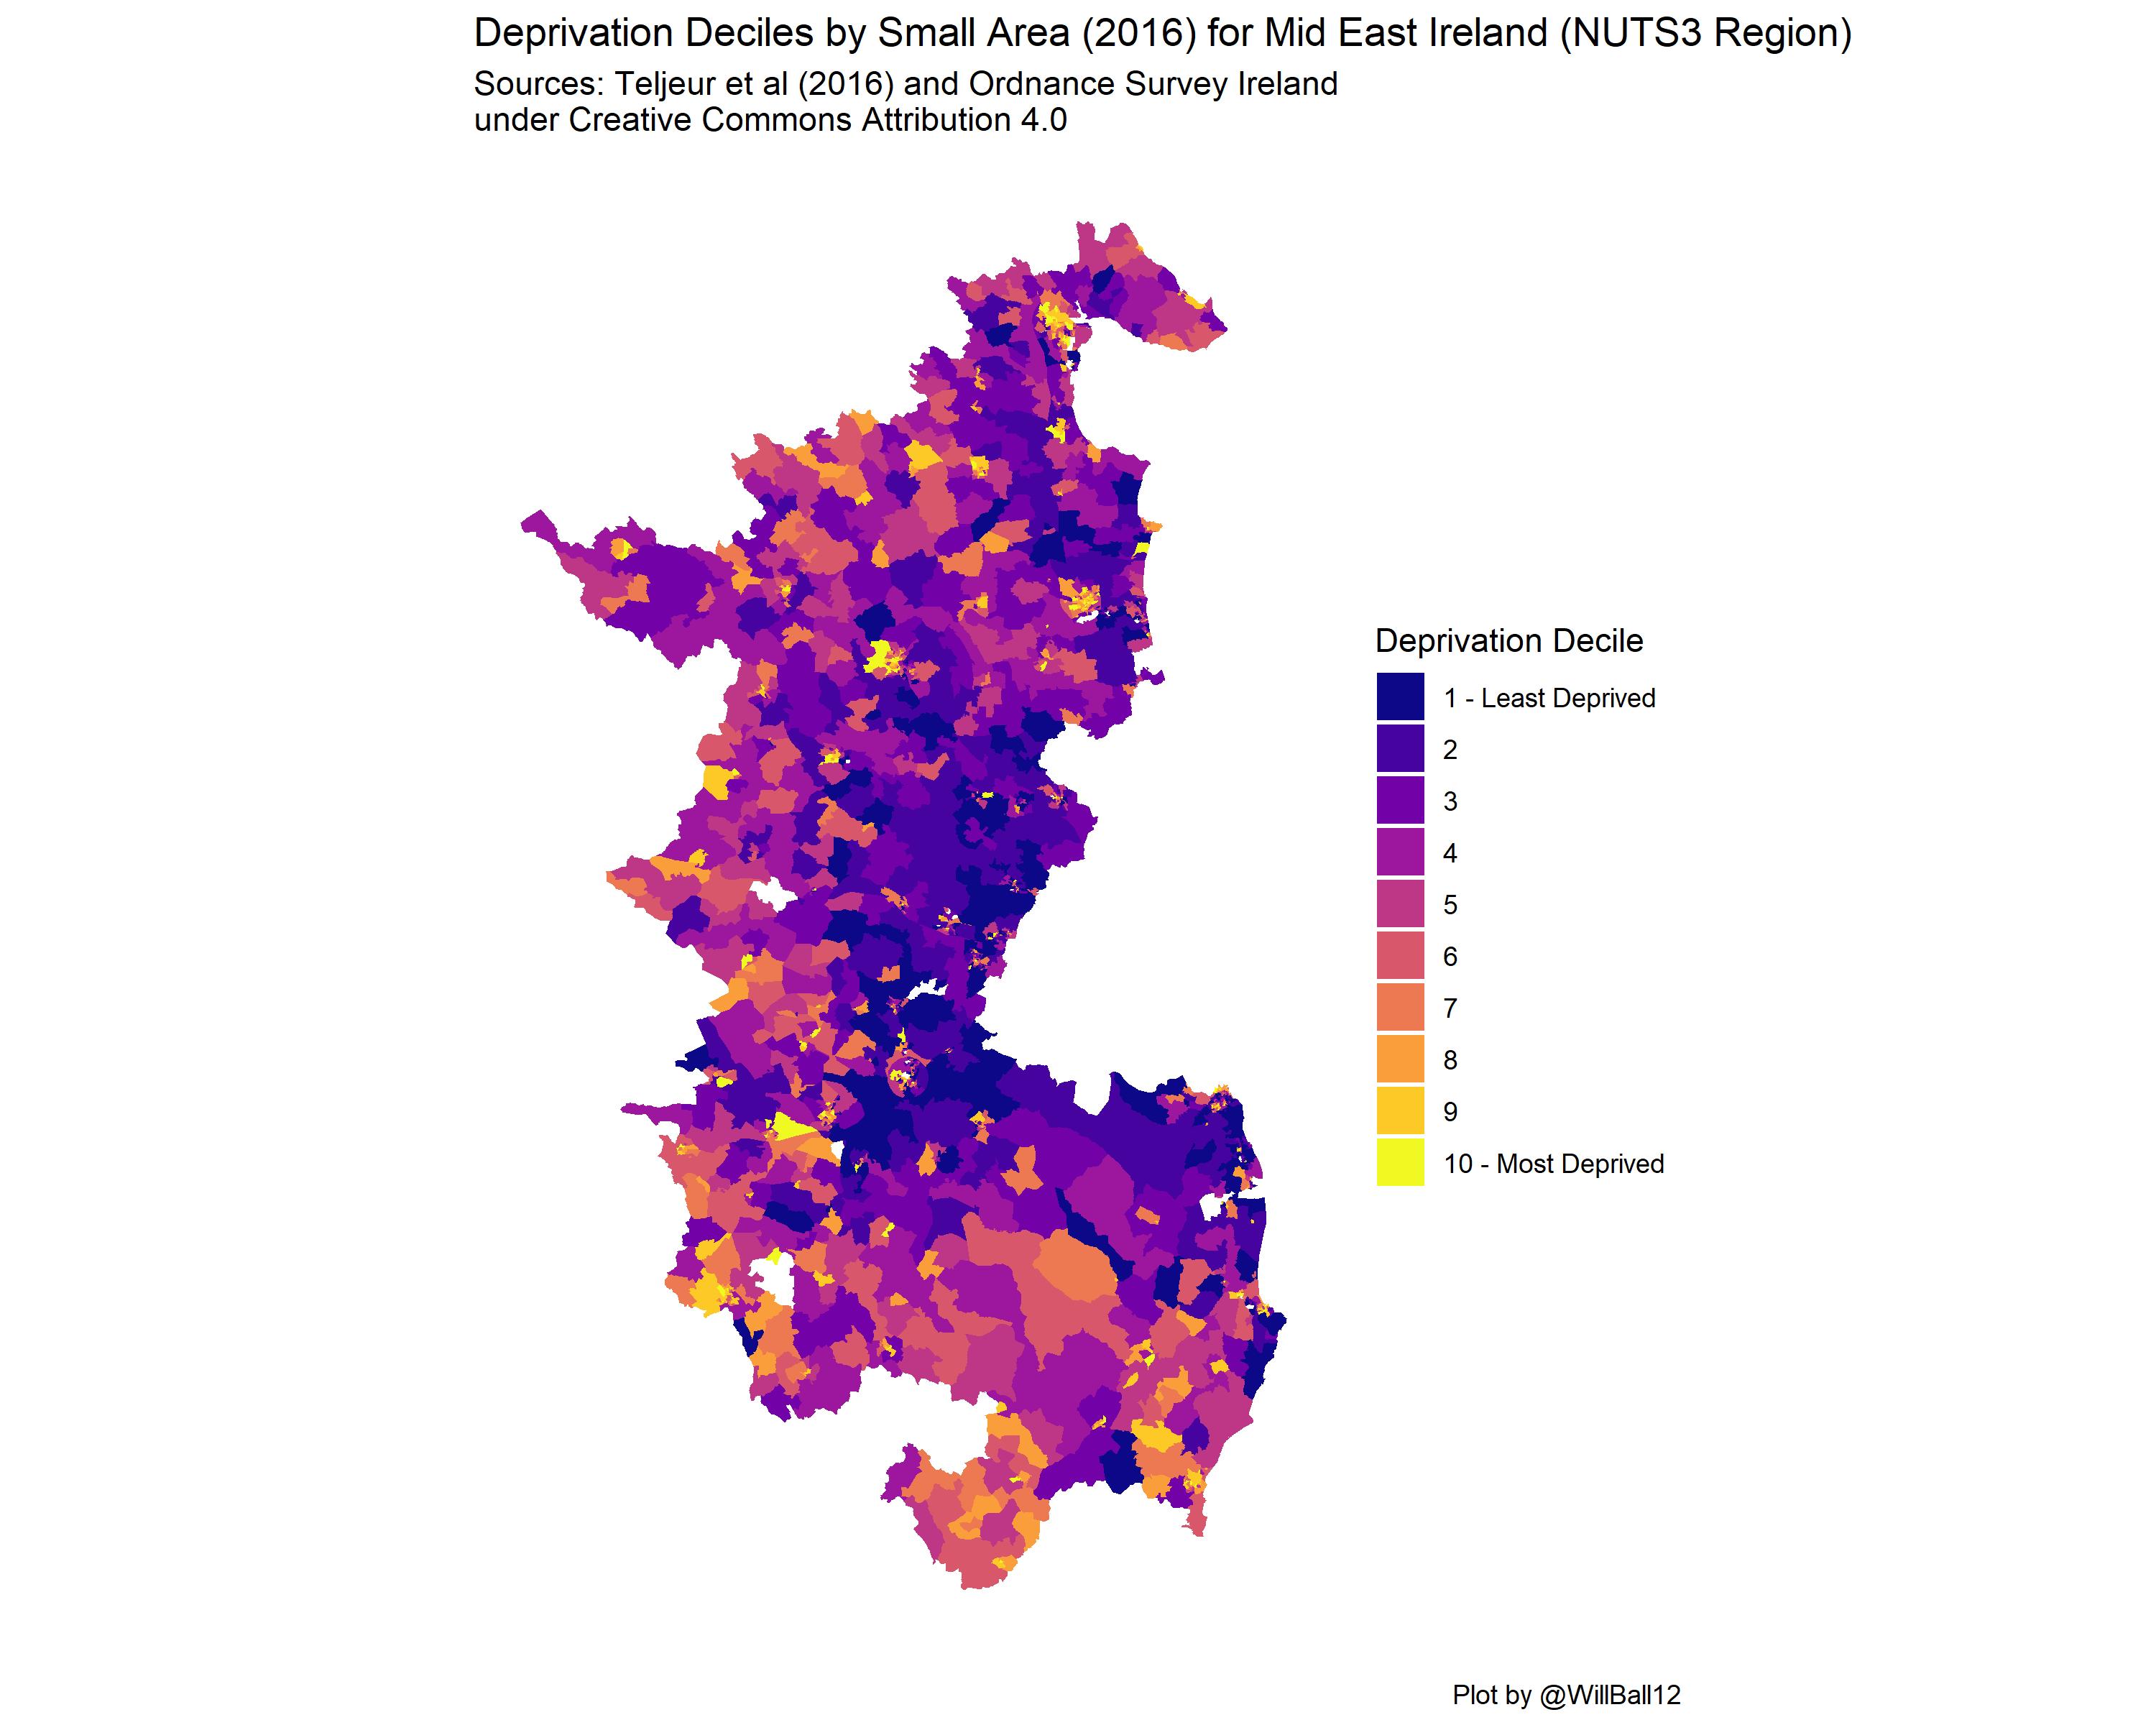 Deprivation Deciles by Small Area (2016) for Mid East Ireland (NUTS3 Region)
Sources: Teljeur et al (2016) and Ordnance Survey Ireland
under Creative Commons Attribution 4.0
Deprivation Decile
1 - Least Deprived
2
3
4
5
6
7
8
9
10 - Most Deprived
Plot by @WillBall12